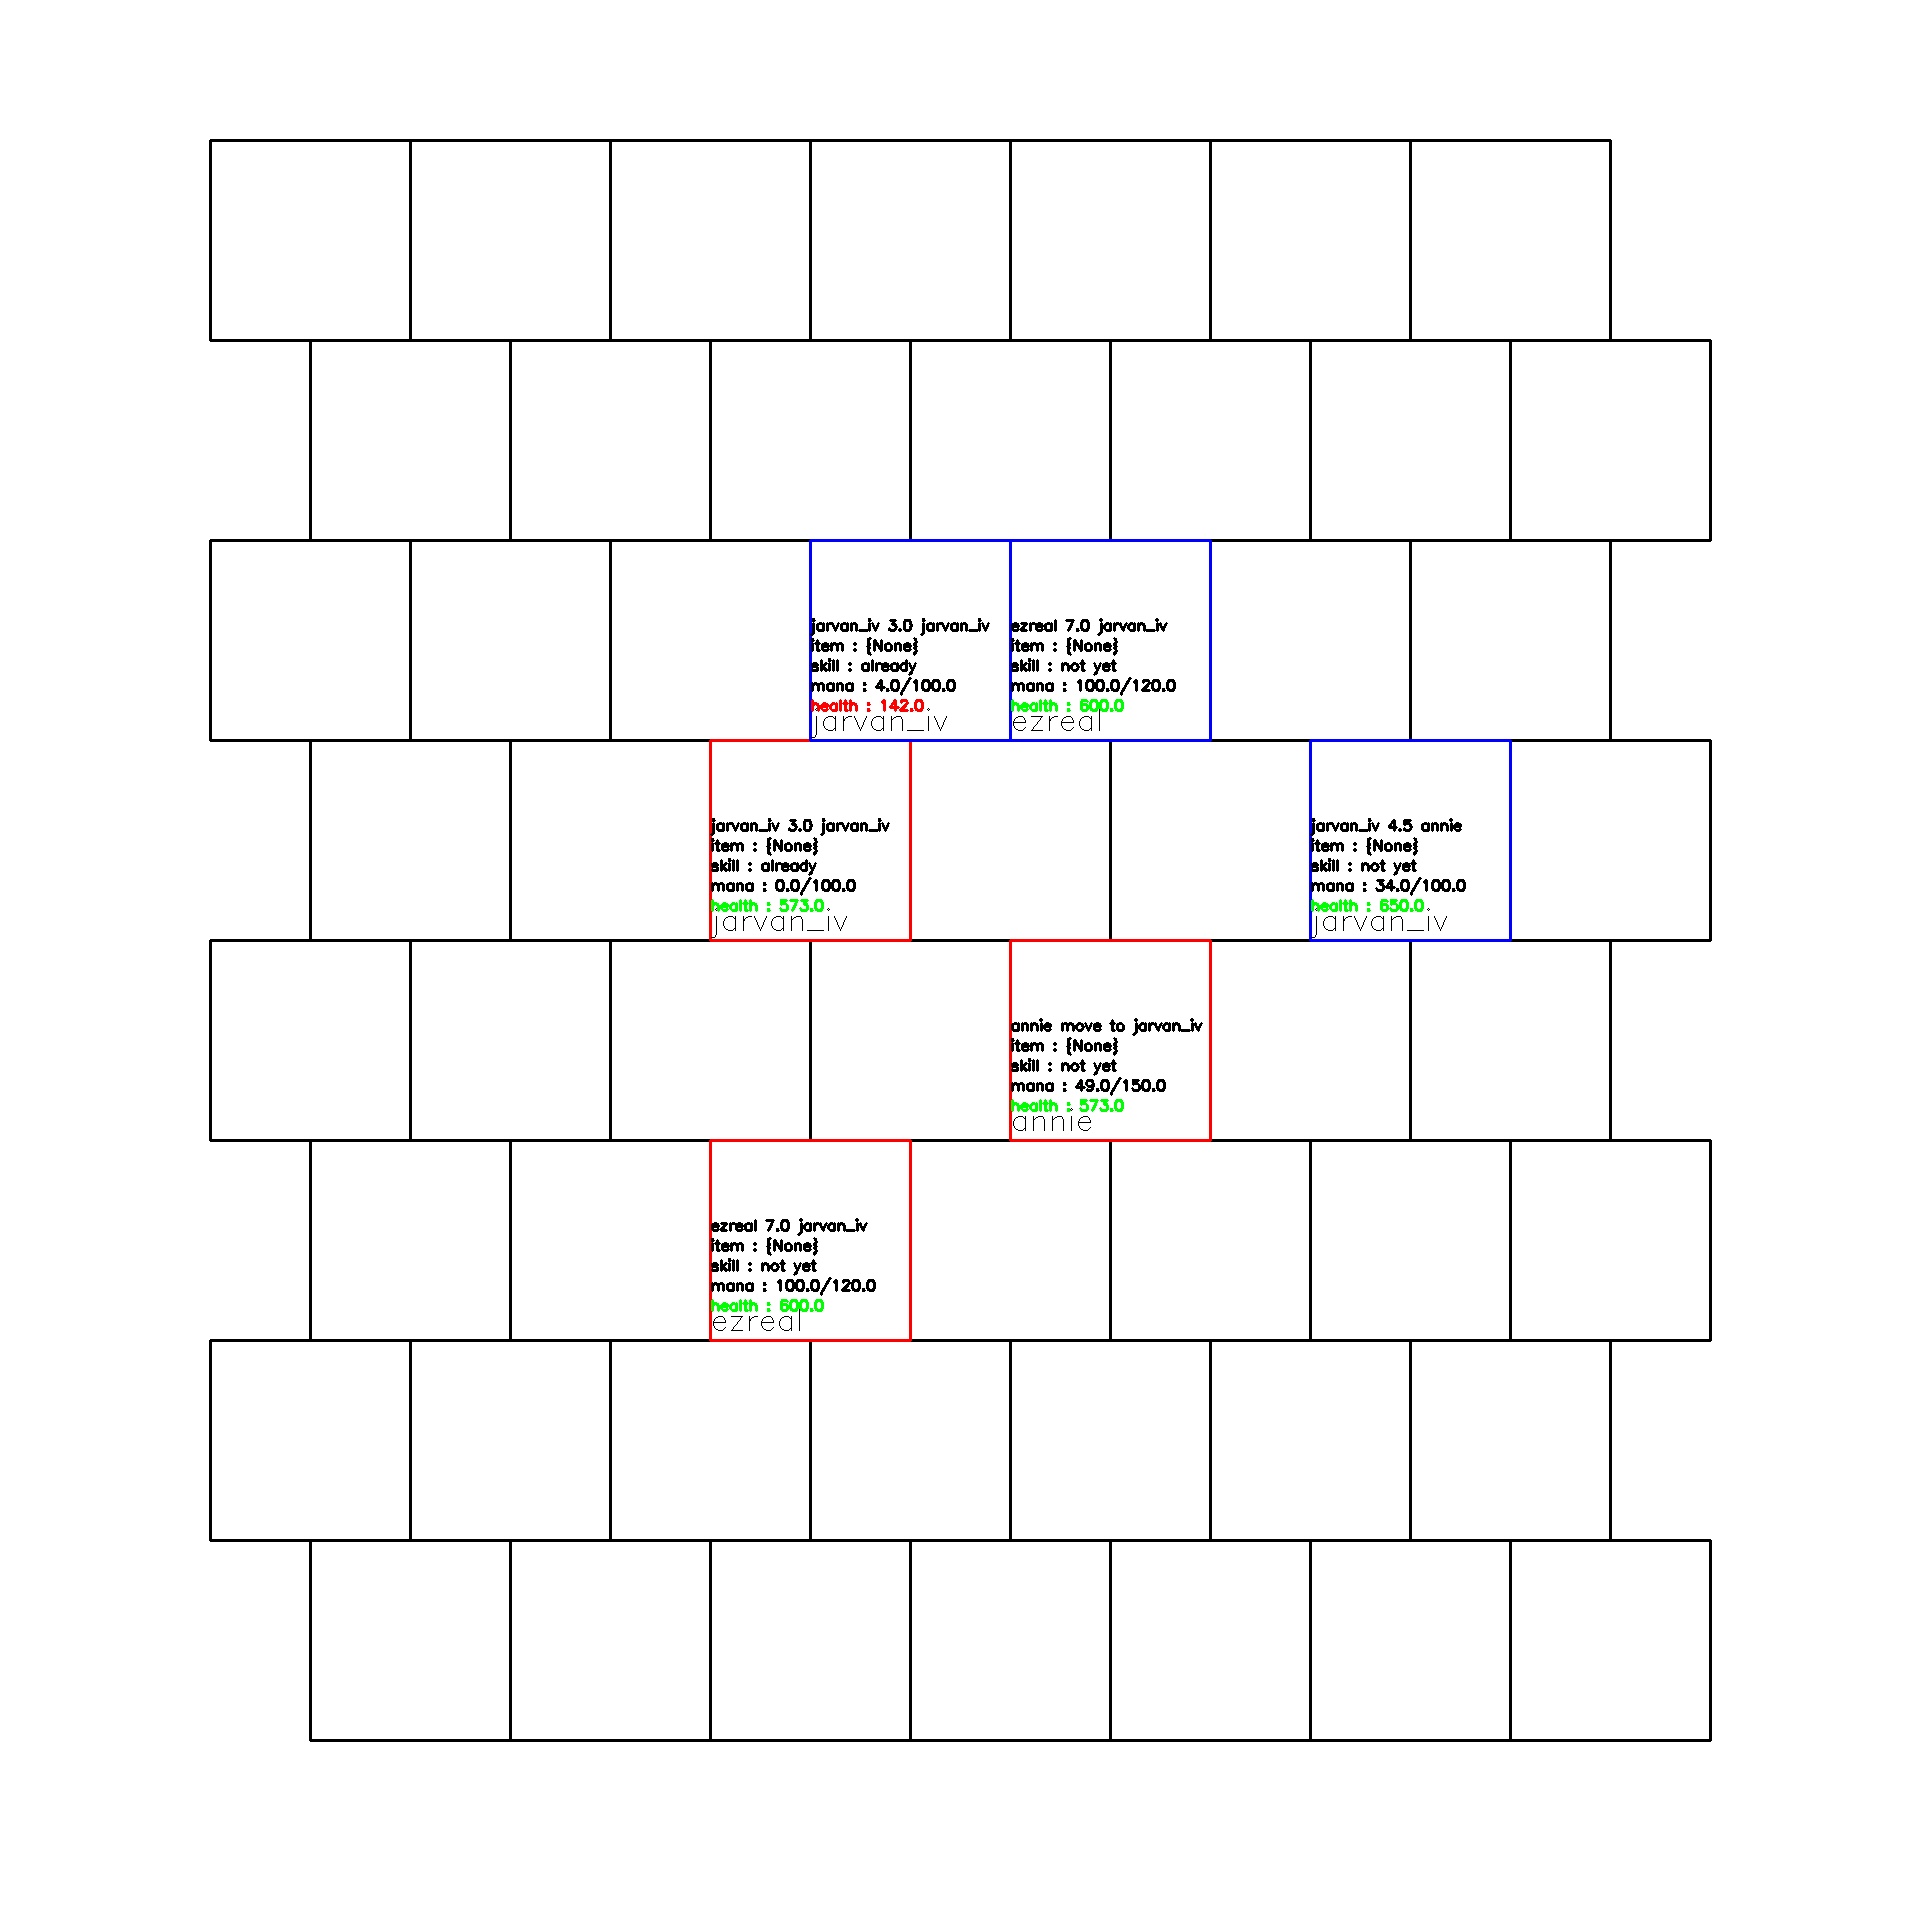 jarvan_iv 3.0 jarvan_iv
item : {None}
skill : already
mana : 4.0/100.0
health : 142.0
jarvan_iv
ezreal 7.0 jarvan_iv
item : {None}
skill : not yet
mana : 100.0/120.0
health : 600.0
ezreal
jarvan_iv 3.0 jarvan_iv
item : {None}
skill : already
mana : 0.0/100.0
health : 573.0
jarvan_iv
jarvan_iv 4.5 annie
item : {None}
skill : not yet
mana : 34.0/100.0
health : 650.0
jarvan_iv
annie move to jarvan_iv
item : {None}
skill : not yet
mana : 49.0/150.0
health : 573.0
annie
ezreal 7.0 jarvan_iv
item : {None}
skill : not yet
mana : 100.0/120.0
health : 600.0
ezreal